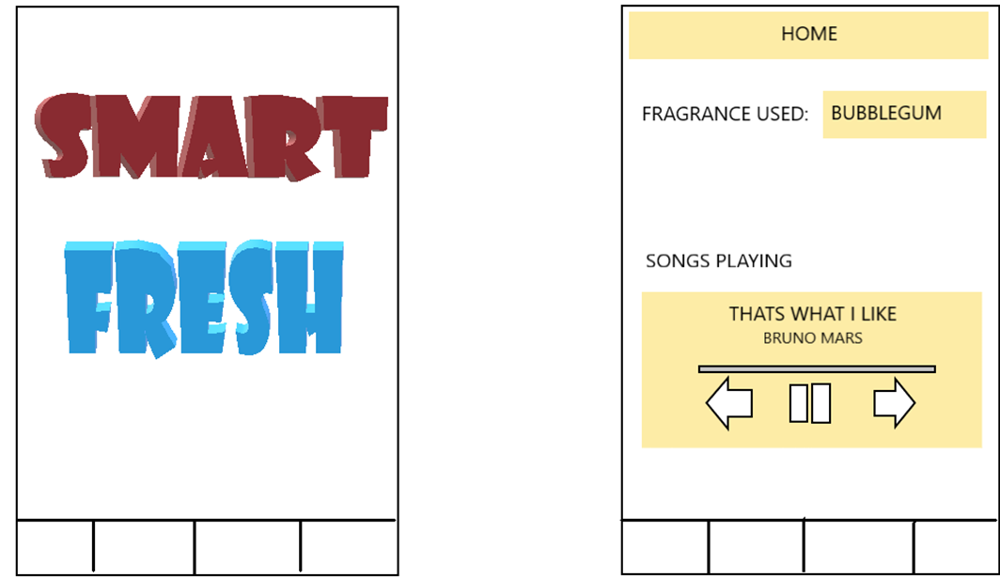 SMART
FRESH
HOME
FRAGRANCE USED: BUBBLEGUM
SONGS PLAYING
THATS WHAT I LIKE
BRUNO MARS